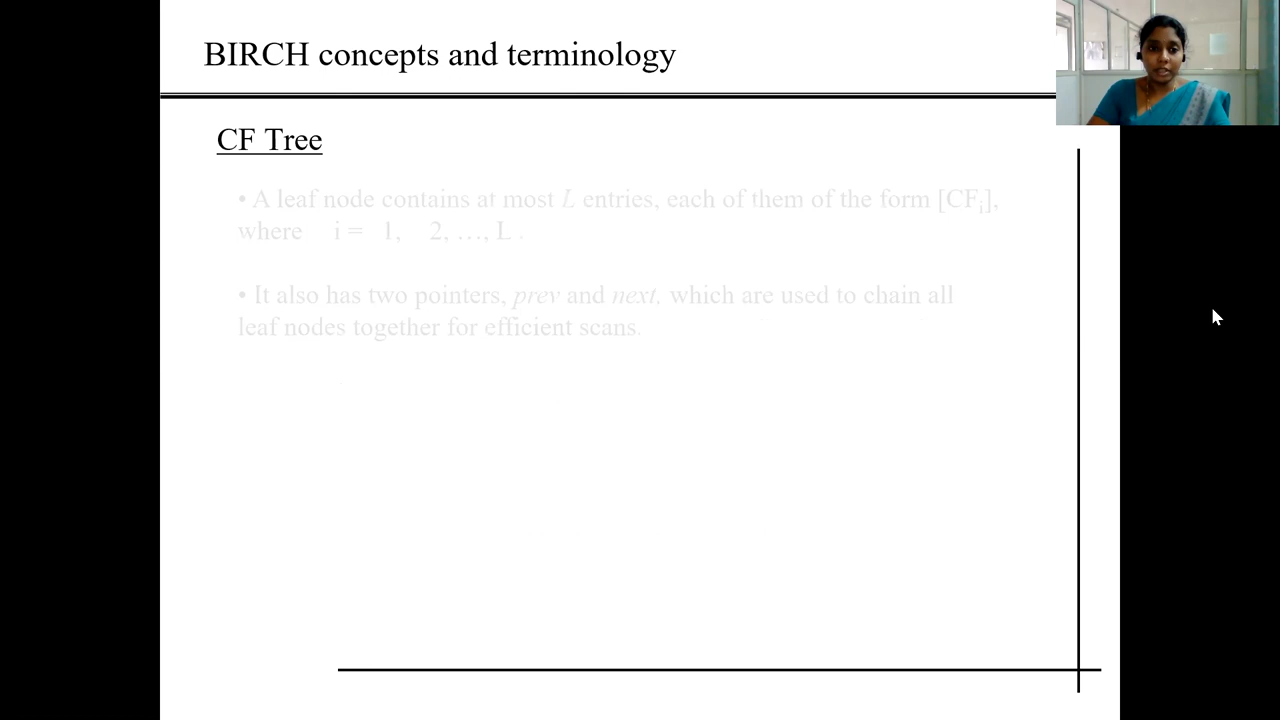 BIRCH concepts and terminology
CF Tree
• A leaf node contains at most L entries, each of them of the form [CFi],
where i = 1, 2, …, L .
• It also has two pointers, prev and next, which are used to chain all
leaf nodes together for efficient scans.